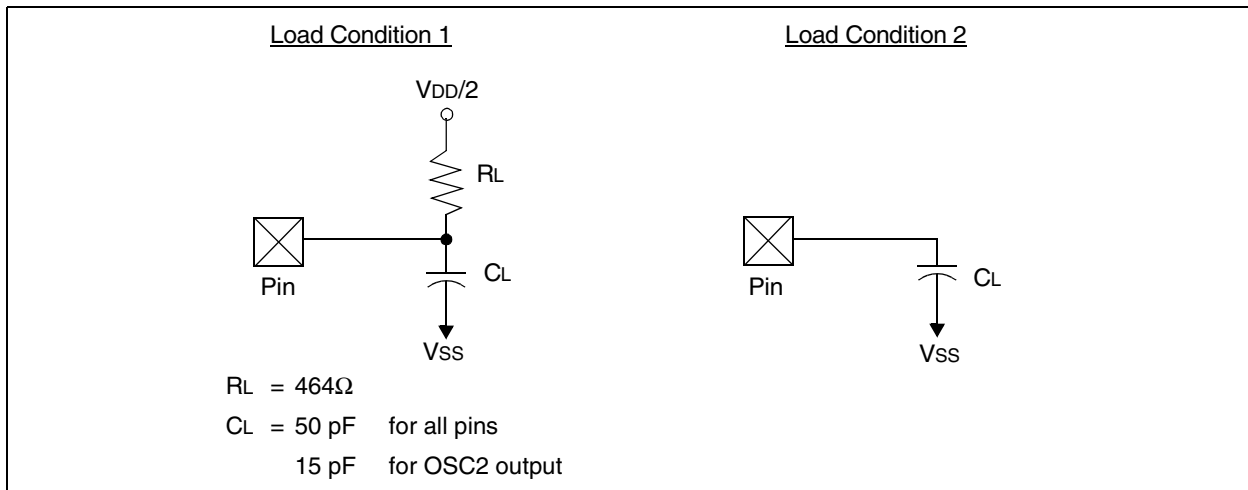 Load Condition 1
Load Condition 2
VDD/2
RL
CL
Pin
VSS
CL
Pin
VSS
RL = 464Ω
CL = 50 pF for all pins
15 pF for OSC2 output